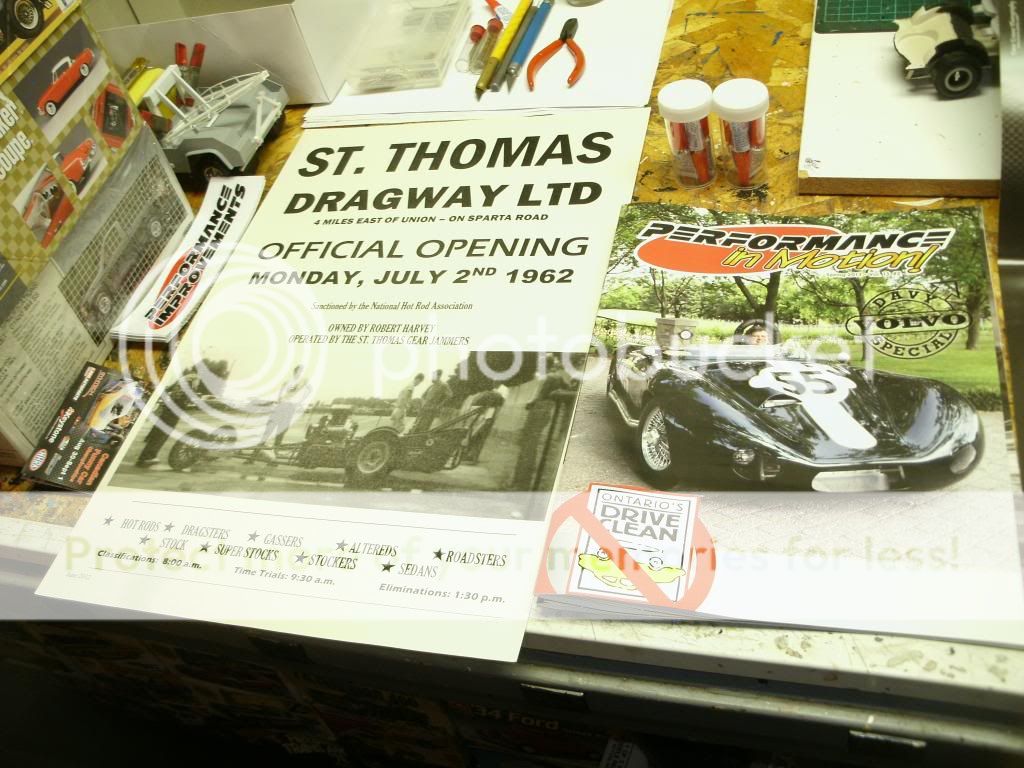 ST. THOMAS
DRAGWAY LTD
4 MILES EAST OF UNION – ON SPARTA ROAD
OFFICIAL OPENING
MONDAY, JULY 2ND 1962
Sanctioned by the National Hot Rod Association
OWNED BY ROBERT HARVEY
OPERATED BY THE ST. THOMAS GEAR JAMMERS
★ HOT RODS ★ DRAGSTERS ★ GASSERS ★ ALTEREDS ★ ROADSTERS
★ STOCK ★ SUPER STOCKS ★ STOCKERS ★ SEDANS
Classifications: 8:00 a.m. Time Trials: 9:30 a.m. Eliminations: 1:30 p.m.
PERFORMANCE
IMPROVEMENTS
PERFORMANCE
in Motion!
DAVY
VOLVO
SPECIAL
55
ONTARIO'S
DRIVE
CLEAN
Coupe.
'34 Ford
photobucket
Protect more of your memories for less!